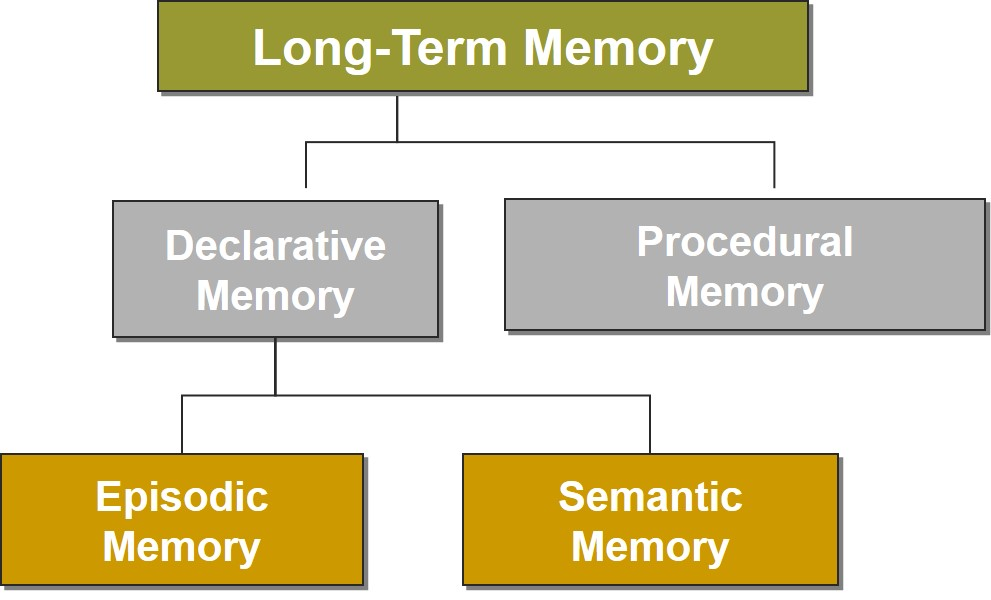 Long-Term Memory
Declarative
Memory
Procedural
Memory
Episodic
Memory
Semantic
Memory